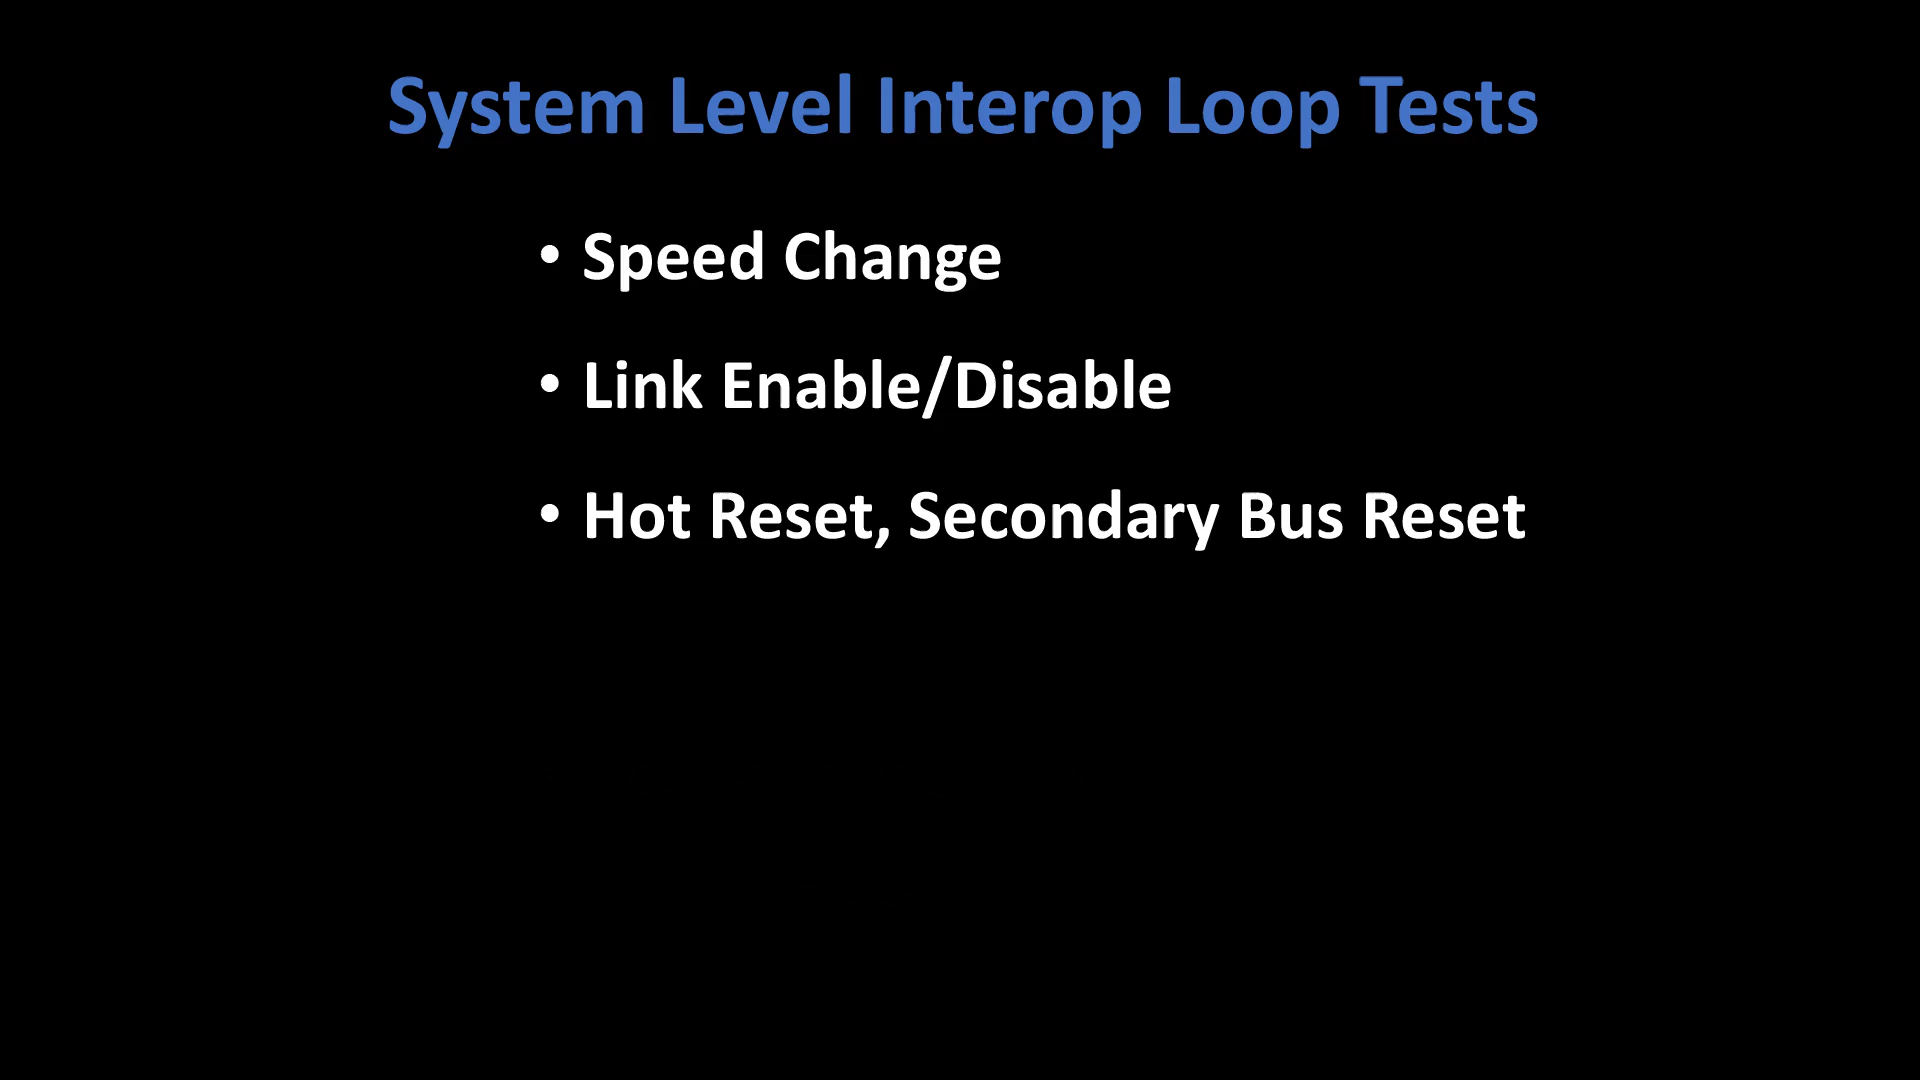 System Level Interop Loop Tests
• Speed Change
• Link Enable/Disable
• Hot Reset, Secondary Bus Reset